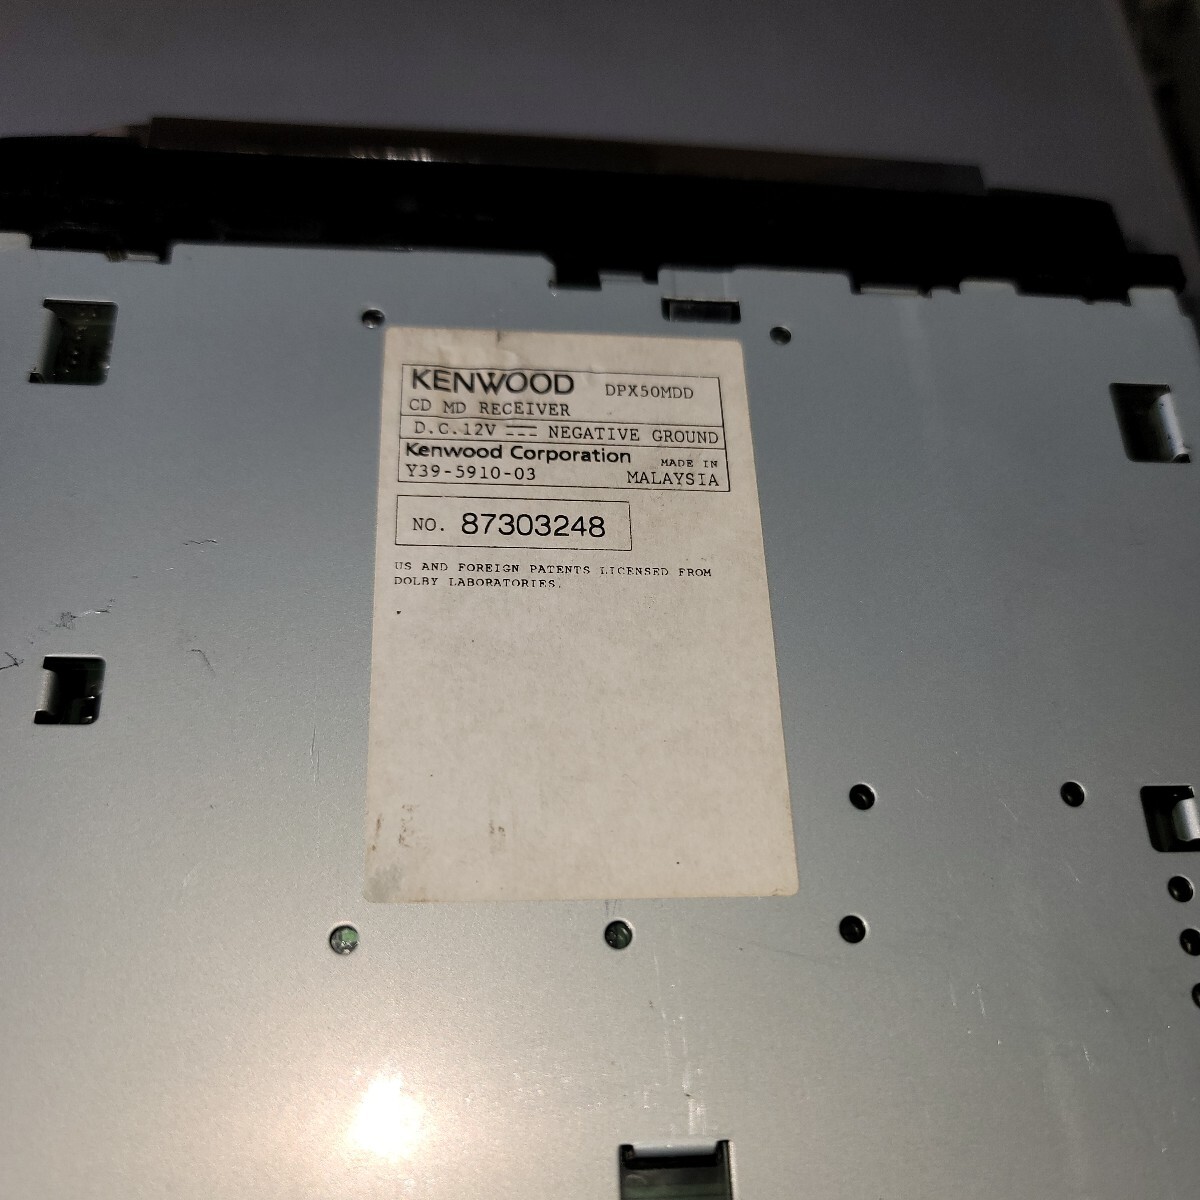 KENWOOD DPX50MDD
CD MD RECEIVER
D.C.12V ⎓ NEGATIVE GROUND
Kenwood Corporation MADE IN
Y39-5910-03 MALAYSIA
NO. 87303248
US AND FOREIGN PATENTS LICENSED FROM
DOLBY LABORATORIES.